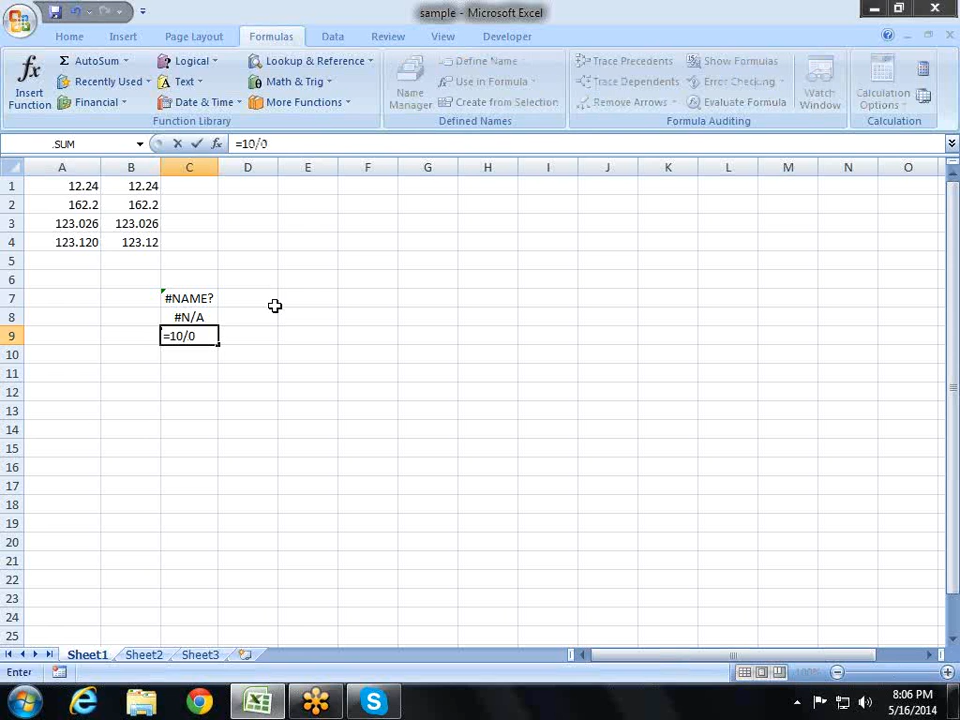 sample - Microsoft Excel
Home Insert Page Layout Formulas Data Review View Developer
fx Insert Function
Σ AutoSum
Recently Used
Financial
Logical
Text
Date & Time
Lookup & Reference
Math & Trig
More Functions
Function Library
Name Manager
Define Name
Use in Formula
Create from Selection
Defined Names
Trace Precedents
Trace Dependents
Remove Arrows
Show Formulas
Error Checking
Evaluate Formula
Watch Window
Formula Auditing
Calculation Options
Calculation
.SUM fx =10/0
A B C D E F G H I J K L M N O
1 12.24 12.24
2 162.2 162.2
3 123.026 123.026
4 123.120 123.12
5
6
7 #NAME?
8 #N/A
9 =10/0
10
11
12
13
14
15
16
17
18
19
20
21
22
23
24
25
Sheet1 Sheet2 Sheet3
Enter 100%
8:06 PM
5/16/2014